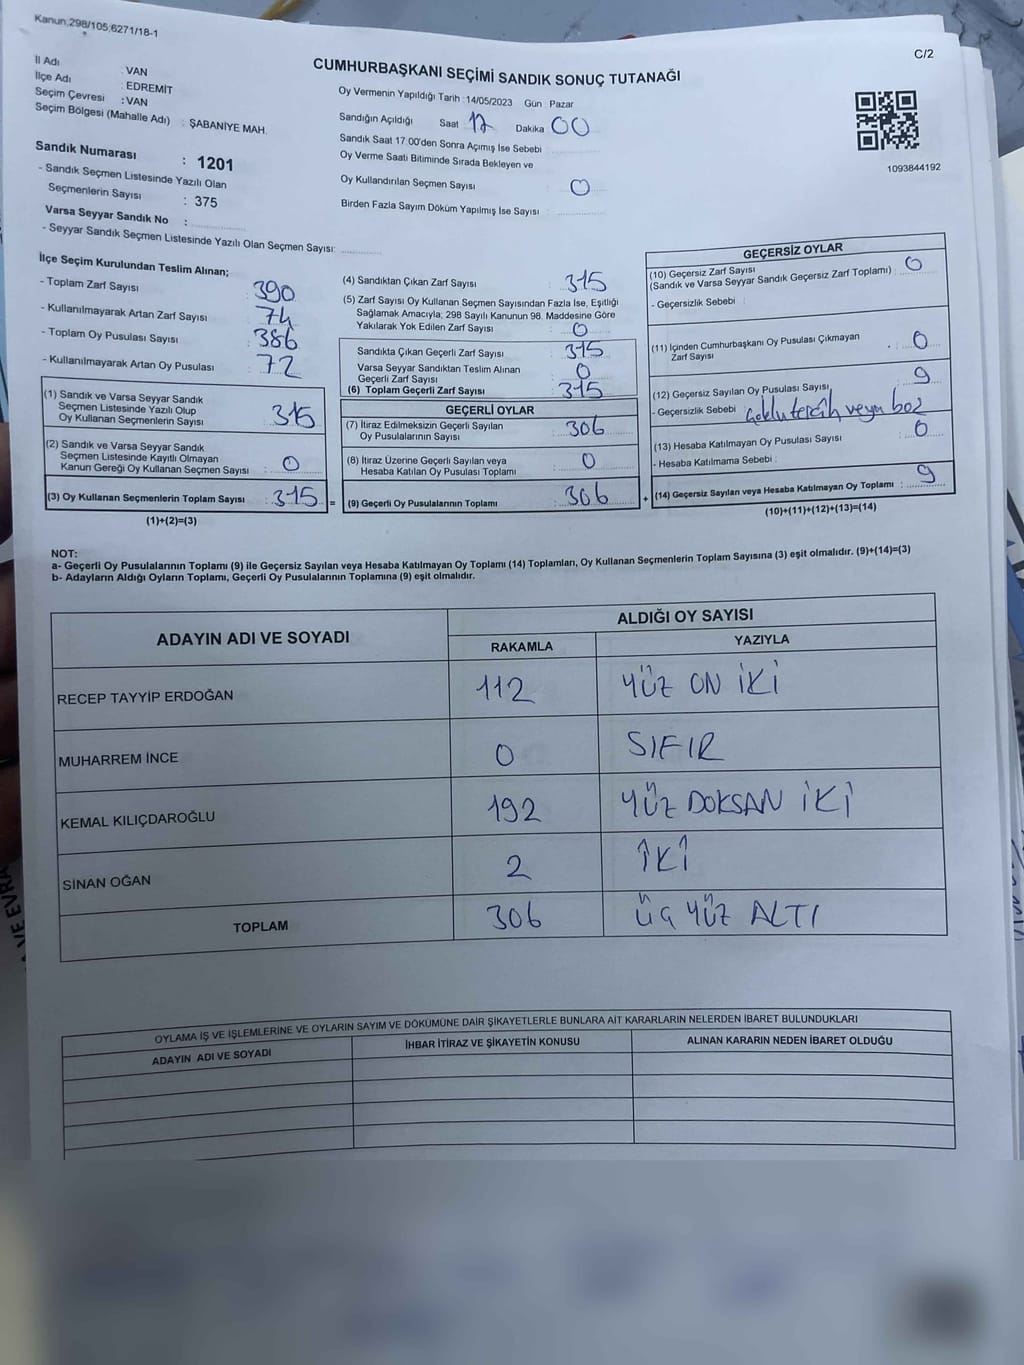 Kanun,298/105;6271/18-1
C/2
CUMHURBAŞKANI SEÇİMİ SANDIK SONUÇ TUTANAĞI
İl Adı : VAN
İlçe Adı : EDREMİT
Seçim Çevresi : VAN
Seçim Bölgesi (Mahalle Adı) : ŞABANİYE MAH.
Sandık Numarası : 1201
- Sandık Seçmen Listesinde Yazılı Olan
Seçmenlerin Sayısı : 375
Varsa Seyyar Sandık No :
- Seyyar Sandık Seçmen Listesinde Yazılı Olan Seçmen Sayısı:
Oy Vermenin Yapıldığı Tarih : 14/05/2023 Gün : Pazar
Sandığın Açıldığı Saat 17 Dakika 00
Sandık Saat 17.00'den Sonra Açımış İse Sebebi :
Oy Verme Saati Bitiminde Sırada Bekleyen ve
Oy Kullandırılan Seçmen Sayısı : 0
Birden Fazla Sayım Döküm Yapılmış İse Sayısı :
1093844192
İlçe Seçim Kurulundan Teslim Alınan;
- Toplam Zarf Sayısı : 390
- Kullanılmayarak Artan Zarf Sayısı : 74
- Toplam Oy Pusulası Sayısı : 386
- Kullanılmayarak Artan Oy Pusulası : 72
(1) Sandık ve Varsa Seyyar Sandık
Seçmen Listesinde Yazılı Olup
Oy Kullanan Seçmenlerin Sayısı : 315
(2) Sandık ve Varsa Seyyar Sandık
Seçmen Listesinde Kayıtlı Olmayan
Kanun Gereği Oy Kullanan Seçmen Sayısı : 0
(3) Oy Kullanan Seçmenlerin Toplam Sayısı : 315 =
(1)+(2)=(3)
(4) Sandıktan Çıkan Zarf Sayısı : 315
(5) Zarf Sayısı Oy Kullanan Seçmen Sayısından Fazla İse, Eşitliği
Sağlamak Amacıyla; 298 Sayılı Kanunun 98. Maddesine Göre
Yakılarak Yok Edilen Zarf Sayısı : 0
Sandıkta Çıkan Geçerli Zarf Sayısı : 315
Varsa Seyyar Sandıktan Teslim Alınan
Geçerli Zarf Sayısı : 0
(6) Toplam Geçerli Zarf Sayısı : 315
GEÇERLİ OYLAR
(7) İtiraz Edilmeksizin Geçerli Sayılan
Oy Pusulalarının Sayısı : 306
(8) İtiraz Üzerine Geçerli Sayılan veya
Hesaba Katılan Oy Pusulası Toplamı : 0
(9) Geçerli Oy Pusulalarının Toplamı : 306 +
GEÇERSİZ OYLAR
(10) Geçersiz Zarf Sayısı
(Sandık ve Varsa Seyyar Sandık Geçersiz Zarf Toplamı) : 0
- Geçersizlik Sebebi :
(11) İçinden Cumhurbaşkanı Oy Pusulası Çıkmayan
Zarf Sayısı : 0
(12) Geçersiz Sayılan Oy Pusulası Sayısı : 9
- Geçersizlik Sebebi : çoklu tercih veya boş
(13) Hesaba Katılmayan Oy Pusulası Sayısı : 0
- Hesaba Katılmama Sebebi :
(14) Geçersiz Sayılan veya Hesaba Katılmayan Oy Toplamı : 9
(10)+(11)+(12)+(13)=(14)
NOT:
a- Geçerli Oy Pusulalarının Toplamı (9) ile Geçersiz Sayılan veya Hesaba Katılmayan Oy Toplamı (14) Toplamları, Oy Kullanan Seçmenlerin Toplam Sayısına (3) eşit olmalıdır. (9)+(14)=(3)
b- Adayların Aldığı Oyların Toplamı, Geçerli Oy Pusulalarının Toplamına (9) eşit olmalıdır.
ADAYIN ADI VE SOYADI ALDIĞI OY SAYISI
RAKAMLA YAZIYLA
RECEP TAYYİP ERDOĞAN 112 YÜZ ON İKİ
MUHARREM İNCE 0 SIFIR
KEMAL KILIÇDAROĞLU 192 YÜZ DOKSAN İKİ
SİNAN OĞAN 2 İKİ
TOPLAM 306 ÜÇ YÜZ ALTI
OYLAMA İŞ VE İŞLEMLERİNE VE OYLARIN SAYIM VE DÖKÜMÜNE DAİR ŞİKAYETLERLE BUNLARA AİT KARARLARIN NELERDEN İBARET BULUNDUKLARI
ADAYIN ADI VE SOYADI İHBAR İTİRAZ VE ŞİKAYETİN KONUSU ALINAN KARARIN NEDEN İBARET OLDUĞU